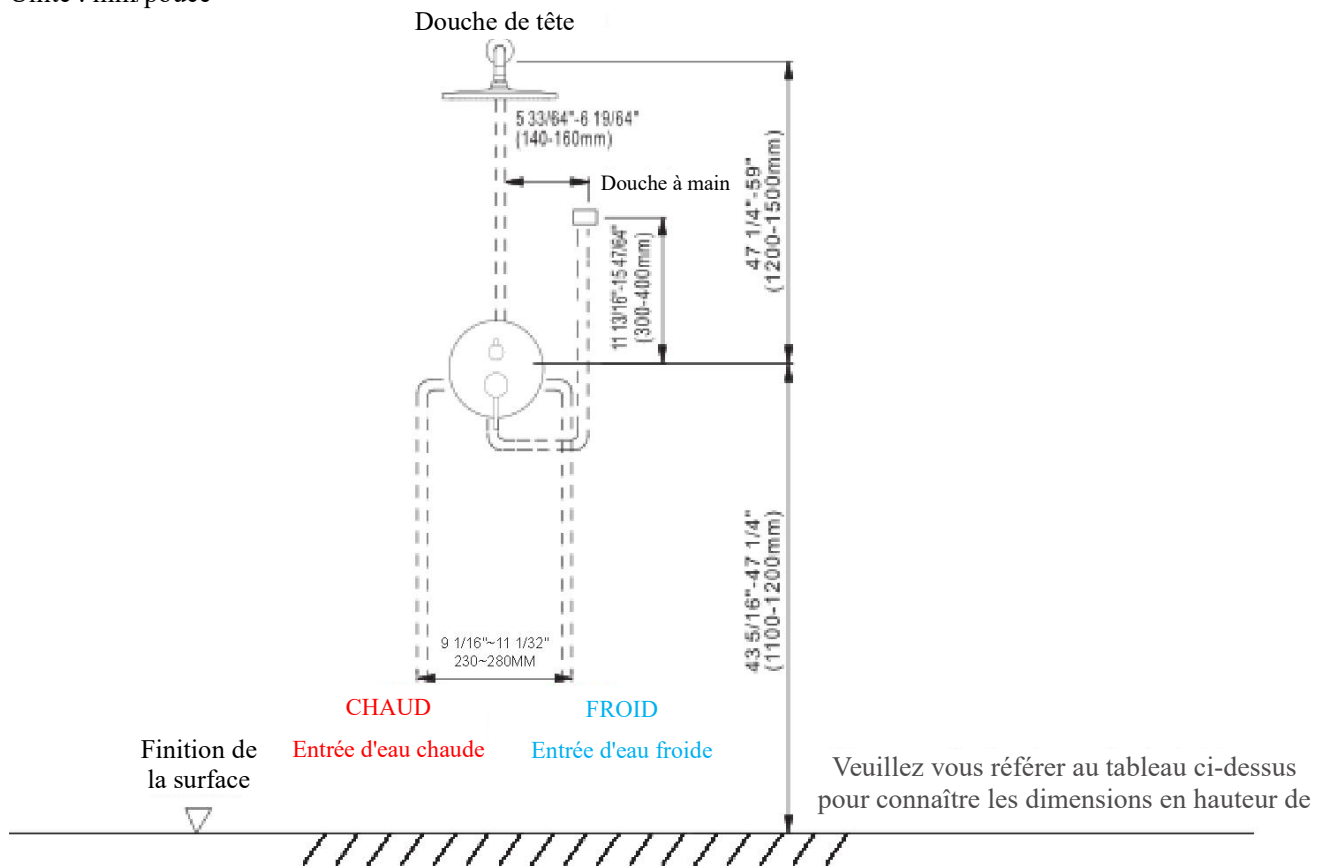 Unité : mm/pouce
Douche de tête
5 33/64"-6 19/64"
(140-160mm)
Douche à main
47 1/4"-59"
(1200-1500mm)
11 13/16"-15 47/64"
(300-400mm)
43 5/16"-47 1/4"
(1100-1200mm)
9 1/16"~11 1/32"
230~280MM
CHAUD
FROID
Entrée d'eau chaude
Entrée d'eau froide
Finition de
la surface
Veuillez vous référer au tableau ci-dessus
pour connaître les dimensions en hauteur de